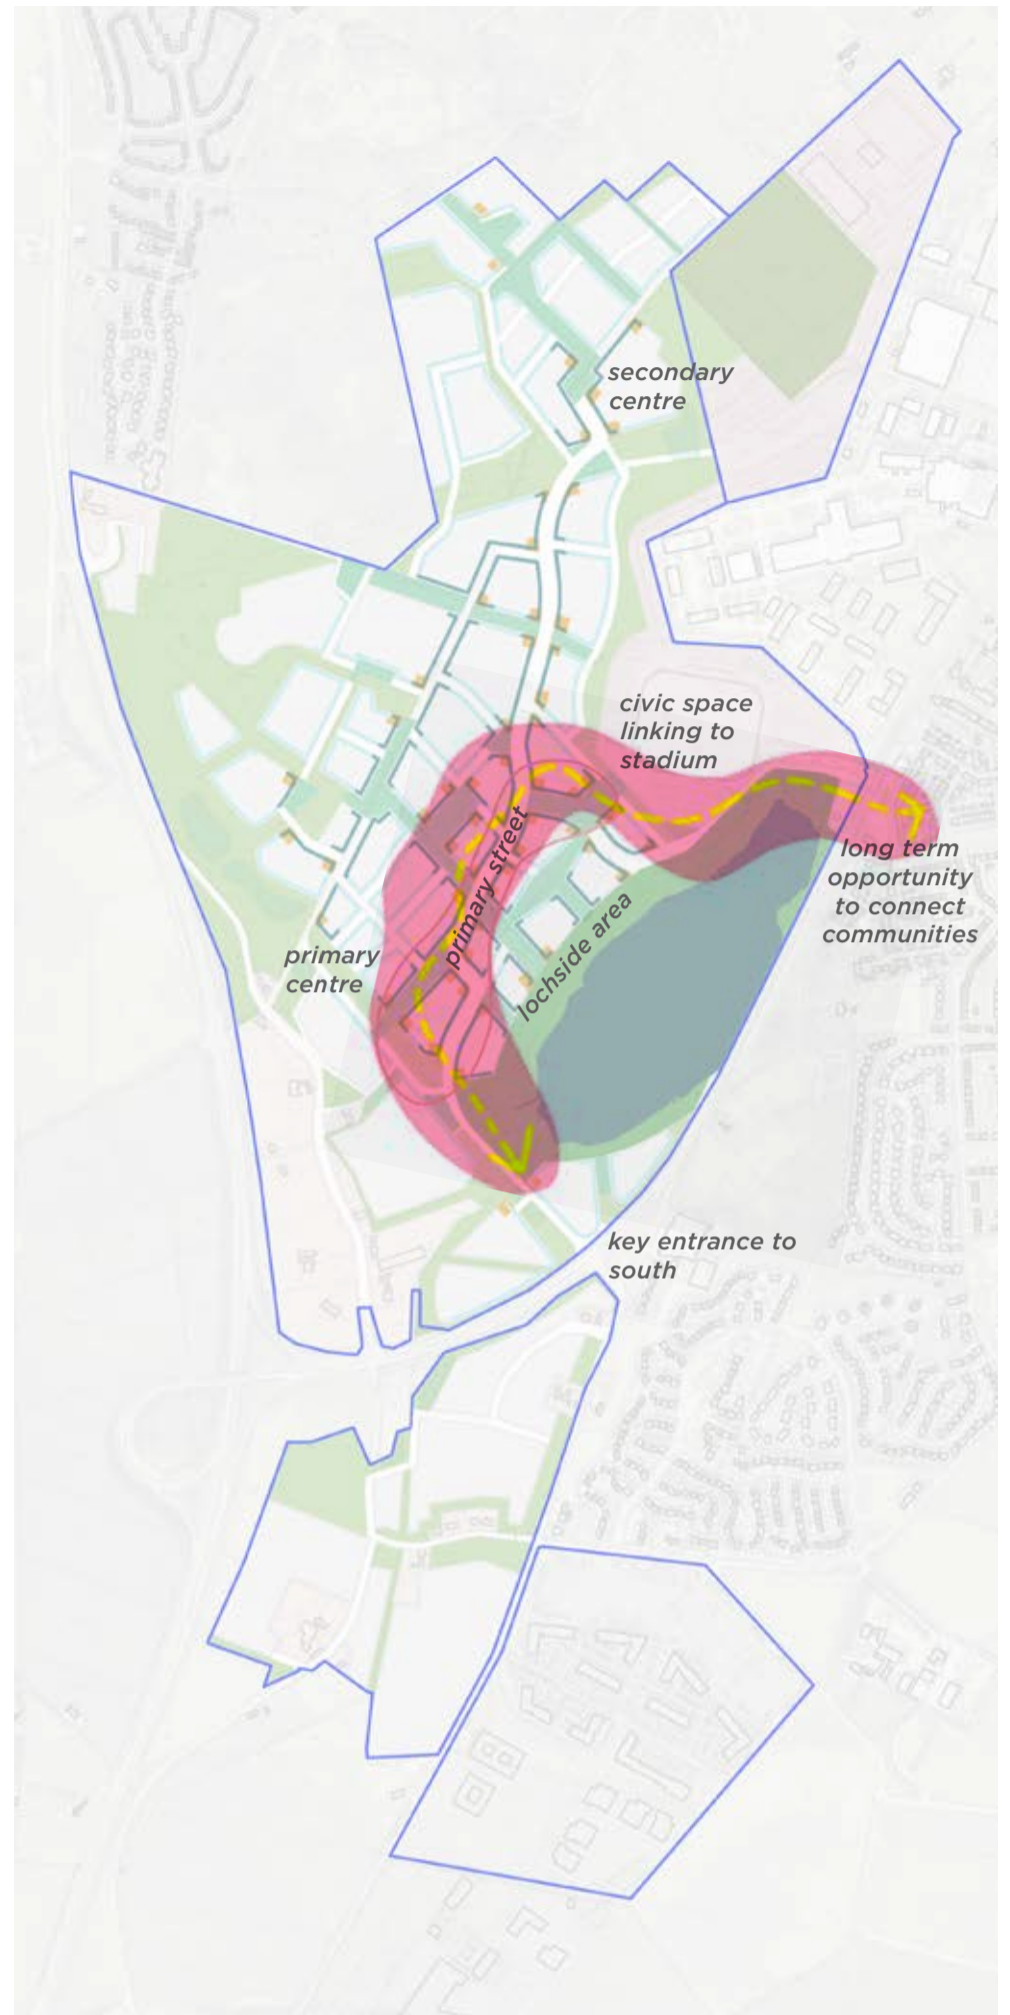 secondary
centre
civic space
linking to
stadium
primary street
long term
opportunity
to connect
communities
lochside area
primary
centre
key entrance to
south